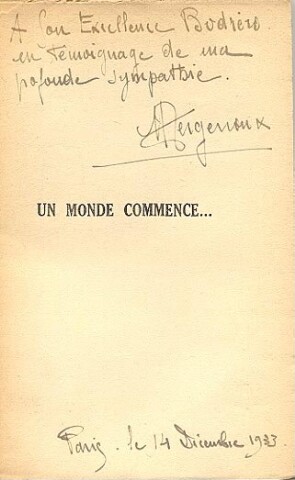 A Son Excellence Bodrero
en Témoignage de ma
profonde sympathie.
UN MONDE COMMENCE...
Paris, le 14 Décembre 1933